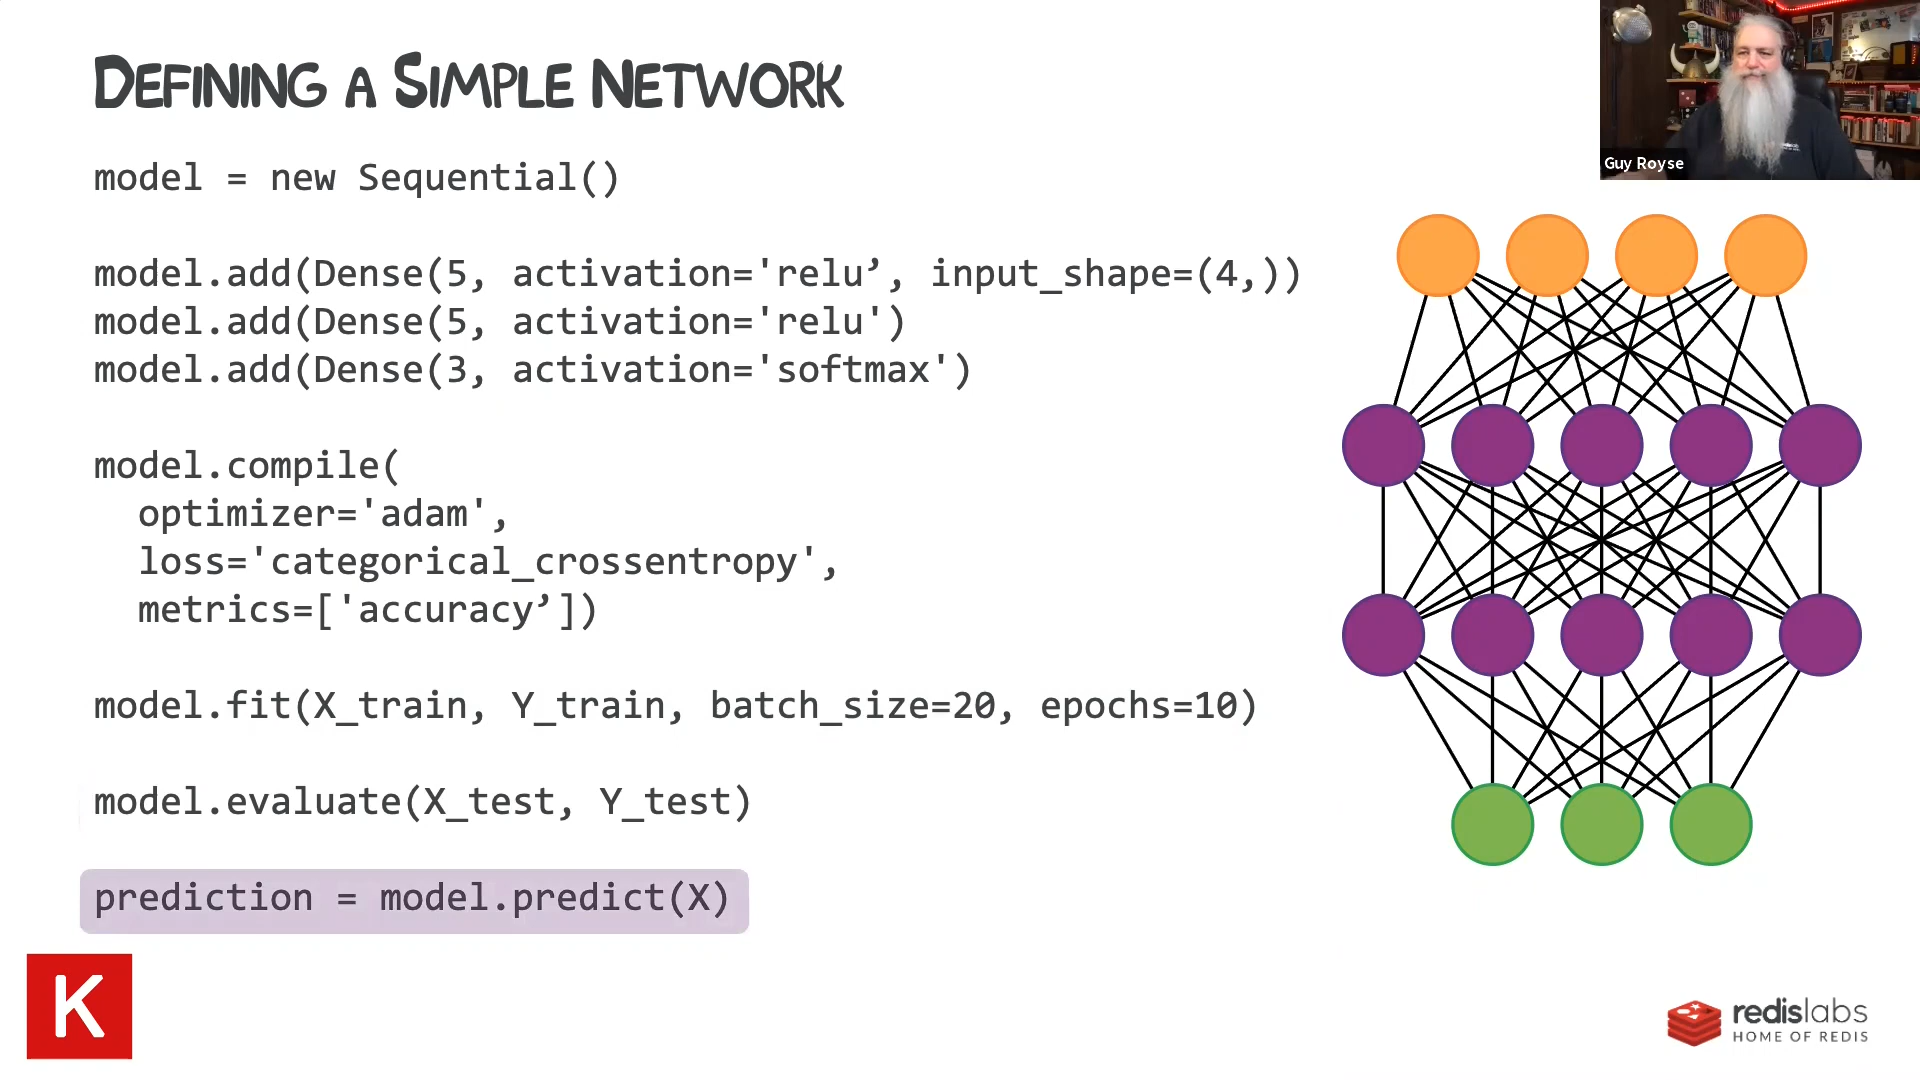 DEFINING A SIMPLE NETWORK
model = new Sequential()
model.add(Dense(5, activation='relu’, input_shape=(4,))
model.add(Dense(5, activation='relu')
model.add(Dense(3, activation='softmax')
model.compile(
optimizer='adam',
loss='categorical_crossentropy',
metrics=['accuracy’])
model.fit(X_train, Y_train, batch_size=20, epochs=10)
model.evaluate(X_test, Y_test)
prediction = model.predict(X)
K
Guy Royse
redislabs
HOME OF REDIS